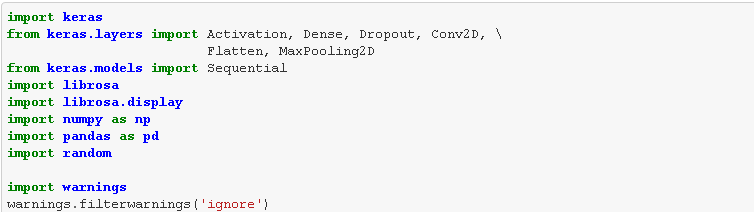 import keras
from keras.layers import Activation, Dense, Dropout, Conv2D, \
                         Flatten, MaxPooling2D
from keras.models import Sequential
import librosa
import librosa.display
import numpy as np
import pandas as pd
import random

import warnings
warnings.filterwarnings('ignore')